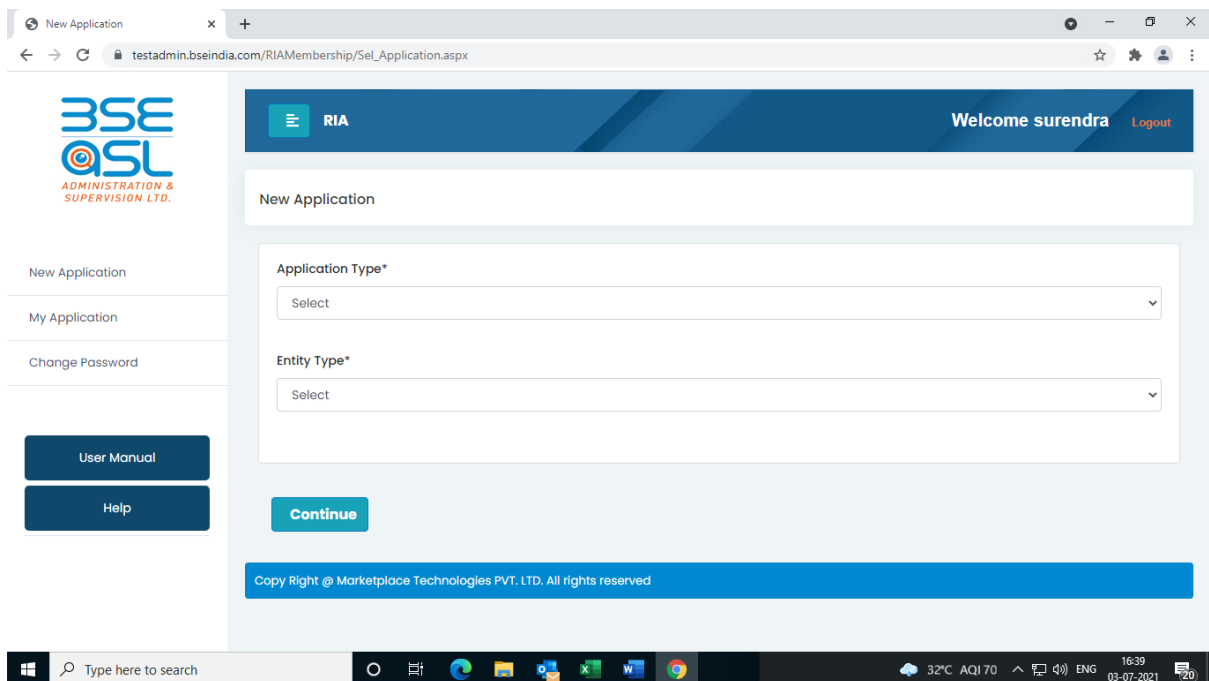 New Application
testadmin.bseindia.com/RIAMembership/Sel_Application.aspx
BSE
ASL
ADMINISTRATION &
SUPERVISION LTD.
RIA
Welcome surendra Logout
New Application
New Application
My Application
Change Password
User Manual
Help
Application Type*
Select
Entity Type*
Select
Continue
Copy Right @ Marketplace Technologies PVT. LTD. All rights reserved
Type here to search
32°C AQI 70 ENG 16:39
03-07-2021
20